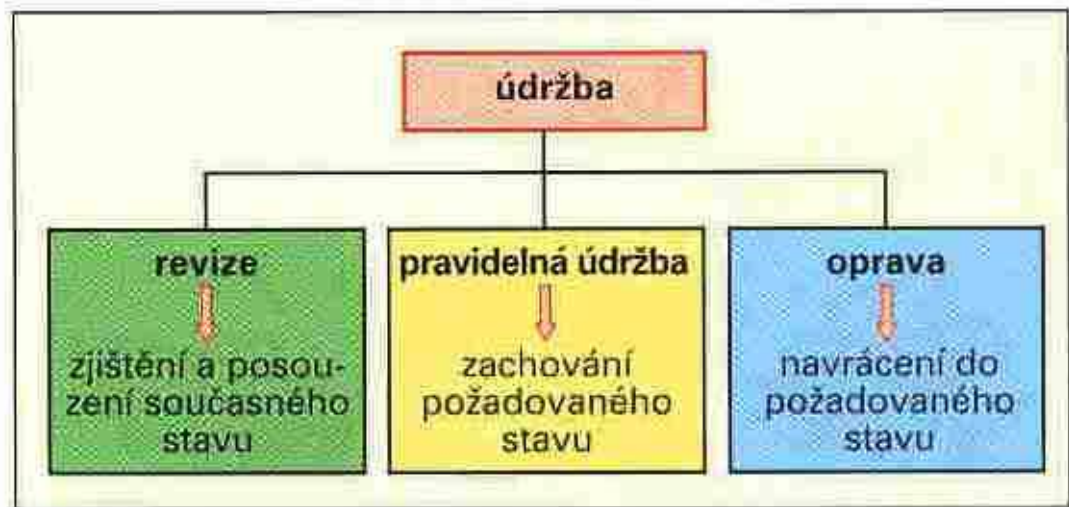 údržba
revize
zjištění a posou-
zení současného
stavu
pravidelná údržba
zachování
požadovaného
stavu
oprava
navrácení do
požadovaného
stavu